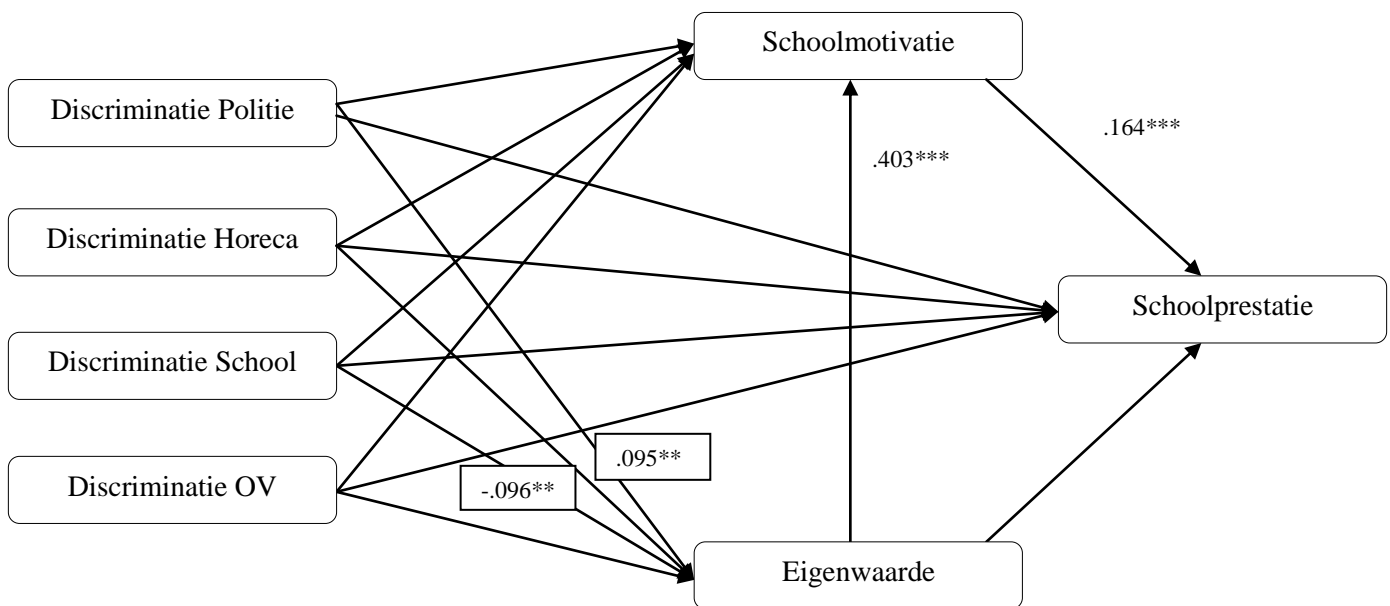 Schoolmotivatie
Discriminatie Politie
.164***
.403***
Discriminatie Horeca
Schoolprestatie
Discriminatie School
.095**
Discriminatie OV
-.096**
Eigenwaarde